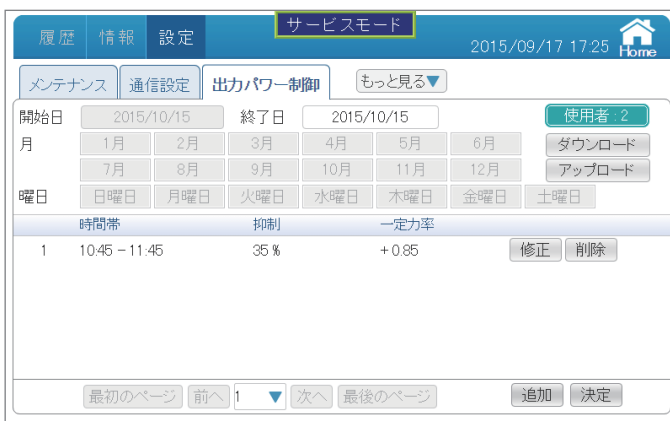 サービスモード
履歴 情報 設定 2015/09/17 17:25 Home
メンテナンス 通信設定 出力パワー制御 もっと見る▼
開始日 2015/10/15 終了日 2015/10/15 使用者:2
月 1月 2月 3月 4月 5月 6月 ダウンロード
7月 8月 9月 10月 11月 12月 アップロード
曜日 日曜日 月曜日 火曜日 水曜日 木曜日 金曜日 土曜日
時間帯 抑制 一定力率
1 10:45 − 11:45 35 % + 0.85 修正 削除
最初のページ 前へ 1 ▼ 次へ 最後のページ 追加 決定